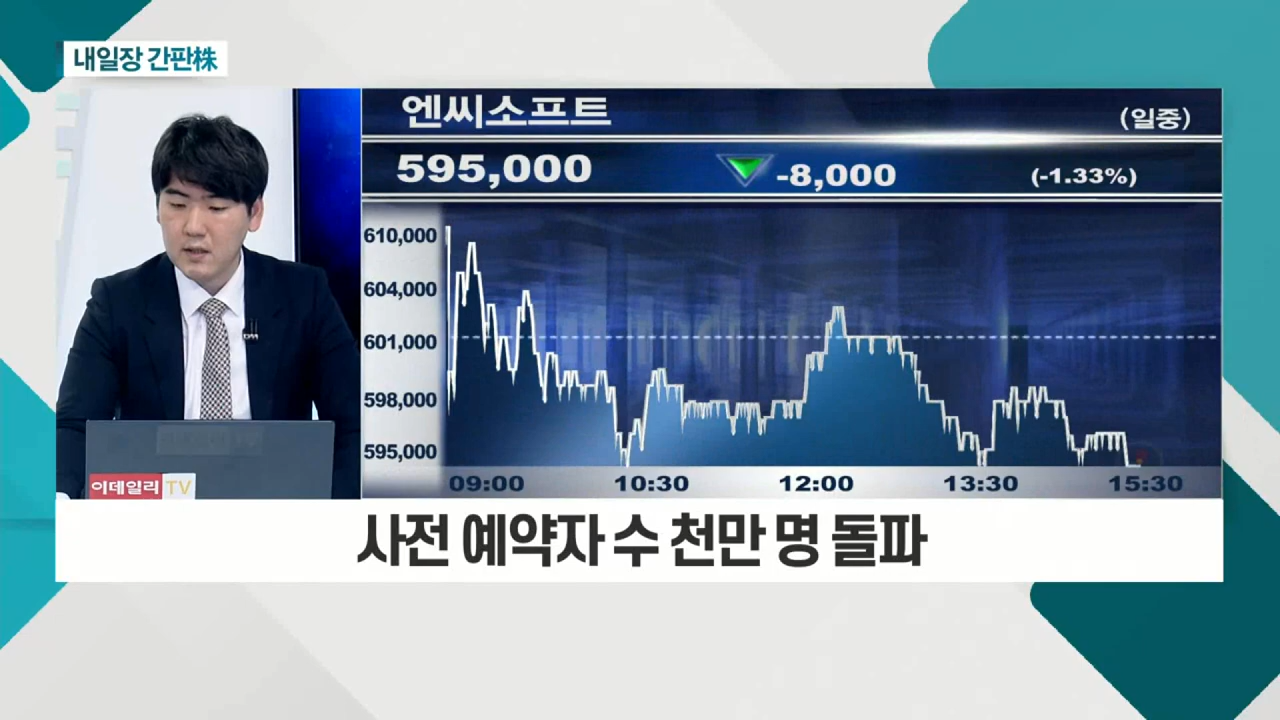 내일장 간판株
엔씨소프트
(일중)
595,000
-8,000
(-1.33%)
610,000
604,000
601,000
598,000
595,000
09:00
10:30
12:00
13:30
15:30
이데일리 TV
사전 예약자 수 천만 명 돌파